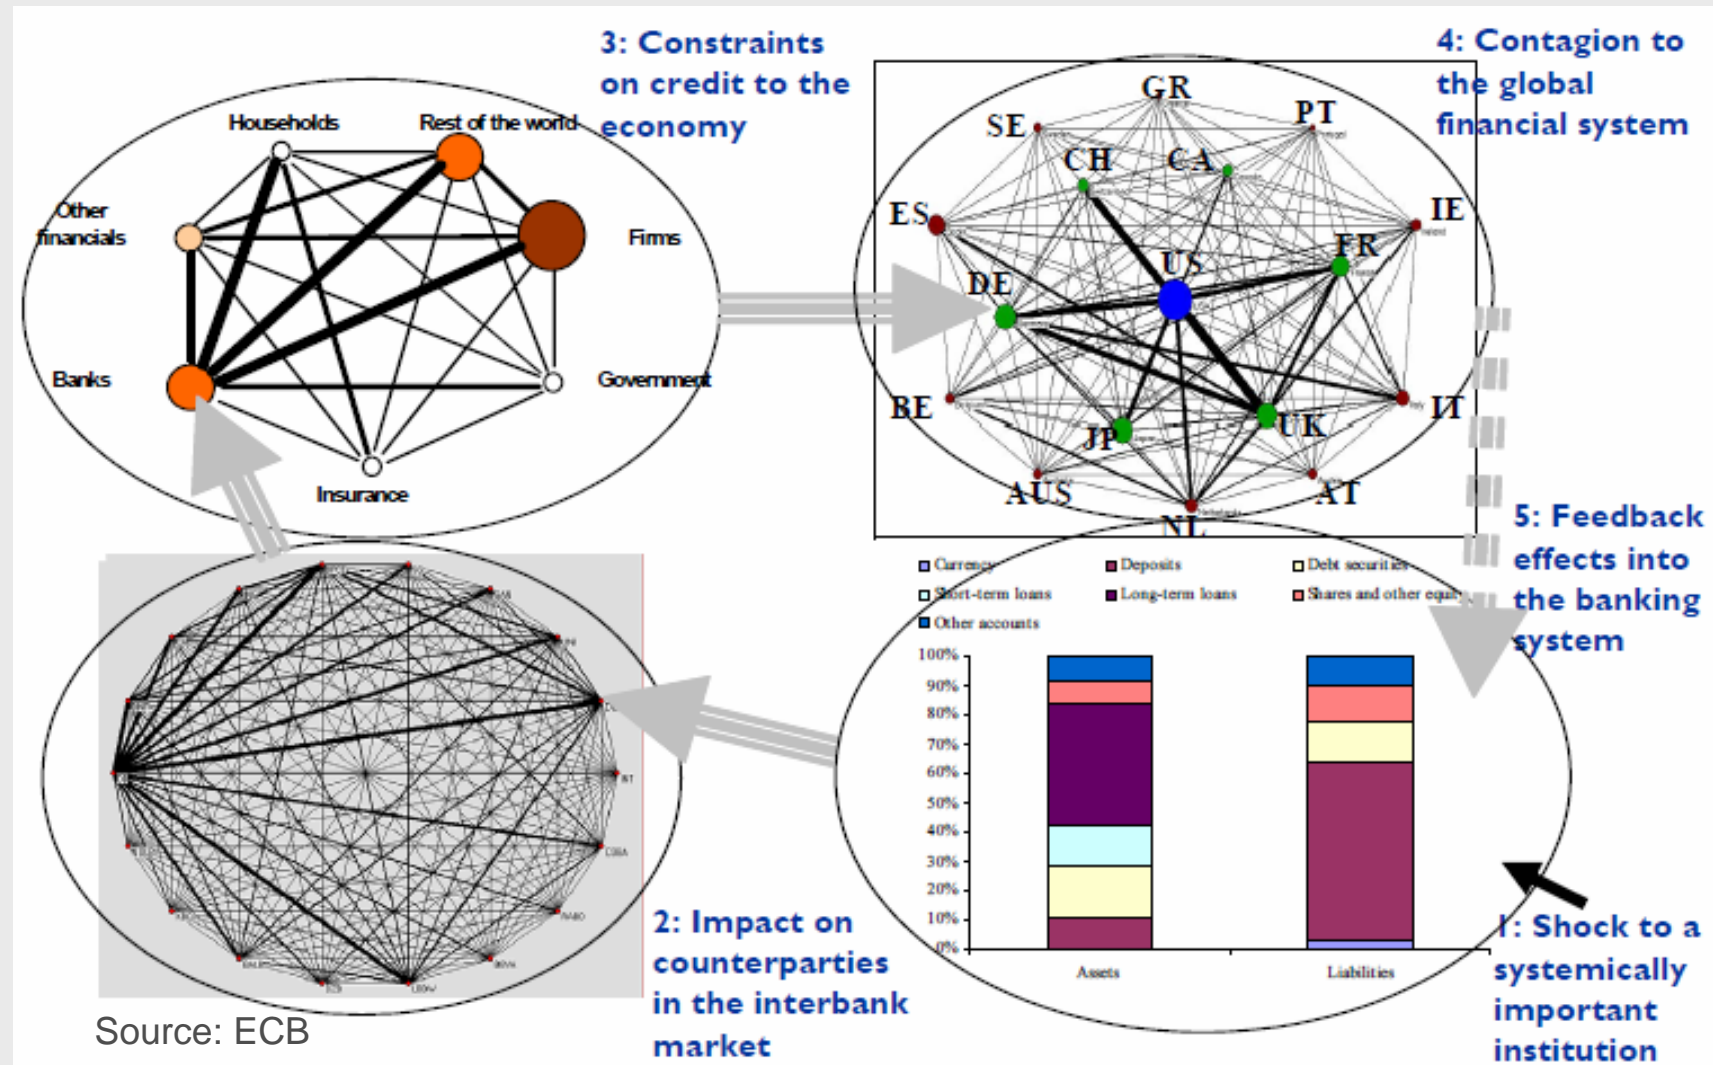 3: Constraints
on credit to the
economy
Households
Rest of the world
Other
financials
Firms
Banks
Government
Insurance
4: Contagion to
the global
financial system
GR
SE
PT
CH
CA
ES
IE
FR
US
DE
BE
IT
JP
UK
AUS
AT
NL
5: Feedback
effects into
the banking
system
Currency
Deposits
Debt securities
Short-term loans
Long-term loans
Shares and other equity
Other accounts
100%
90%
80%
70%
60%
50%
40%
30%
20%
10%
0%
Assets
Liabilities
1: Shock to a
systemically
important
institution
2: Impact on
counterparties
in the interbank
market
Source: ECB